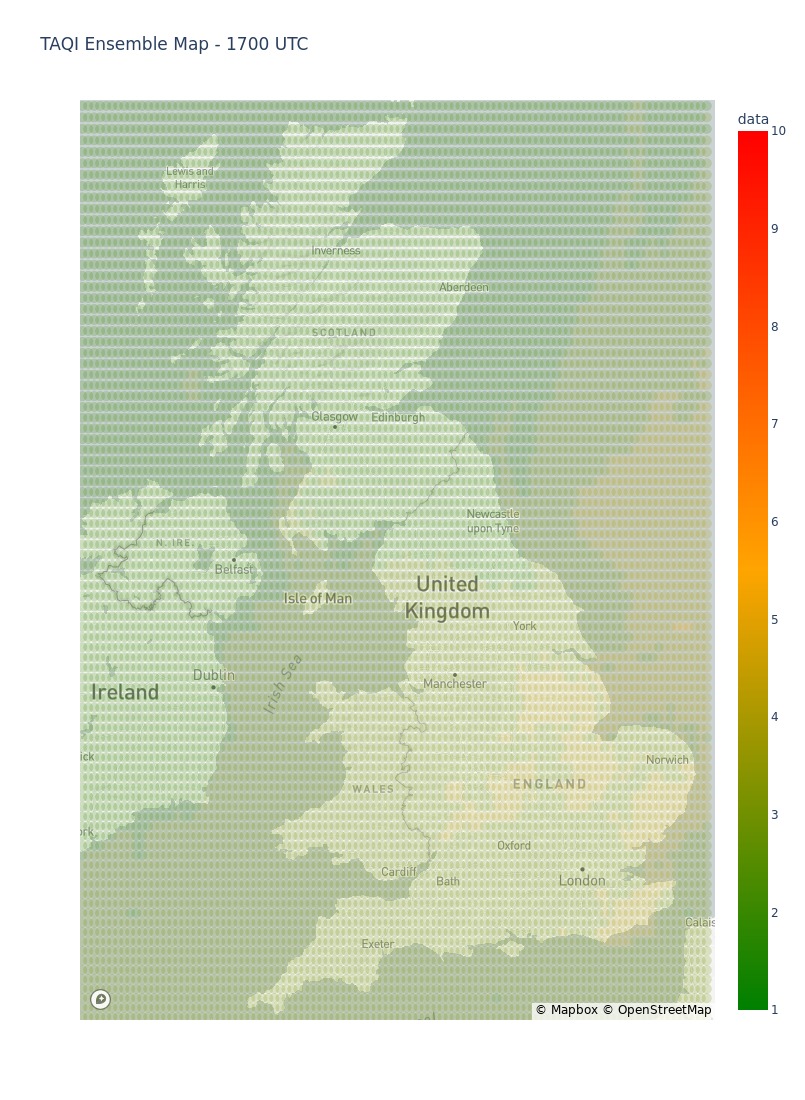 TAQI Ensemble Map - 1700 UTC
data
10
9
8
7
6
5
4
3
2
1
Lewis and
Harris
Inverness
Aberdeen
SCOTLAND
Glasgow
Edinburgh
Newcastle
upon Tyne
N. IRE.
Belfast
United
Kingdom
Isle of Man
York
Dublin
Manchester
Ireland
Irish Sea
ick
Norwich
WALES
ENGLAND
ork
Oxford
Cardiff
Bath
London
Calais
Exeter
© Mapbox © OpenStreetMap